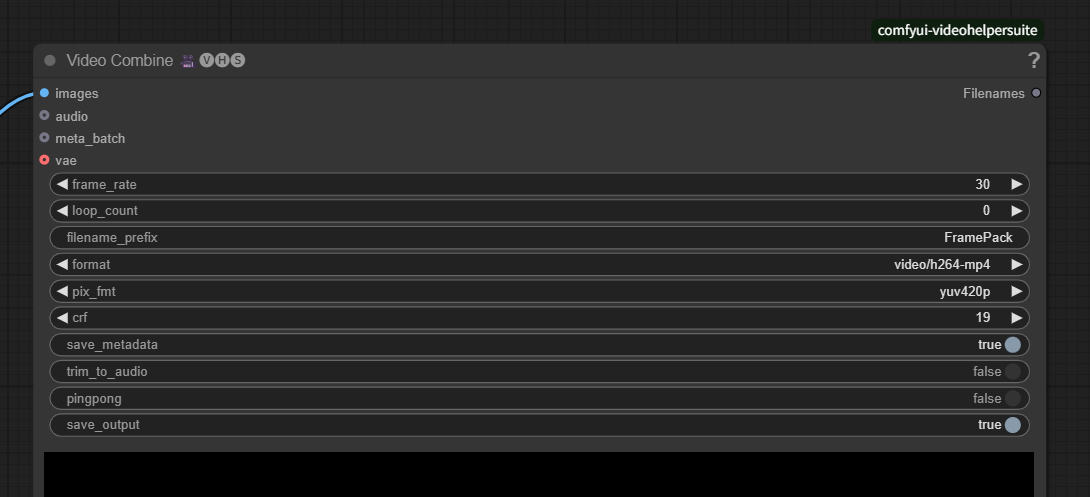 comfyui-videohelpersuite
Video Combine 🎥🅥🅗🅢 ?
images Filenames
audio
meta_batch
vae
frame_rate 30
loop_count 0
filename_prefix FramePack
format video/h264-mp4
pix_fmt yuv420p
crf 19
save_metadata true
trim_to_audio false
pingpong false
save_output true